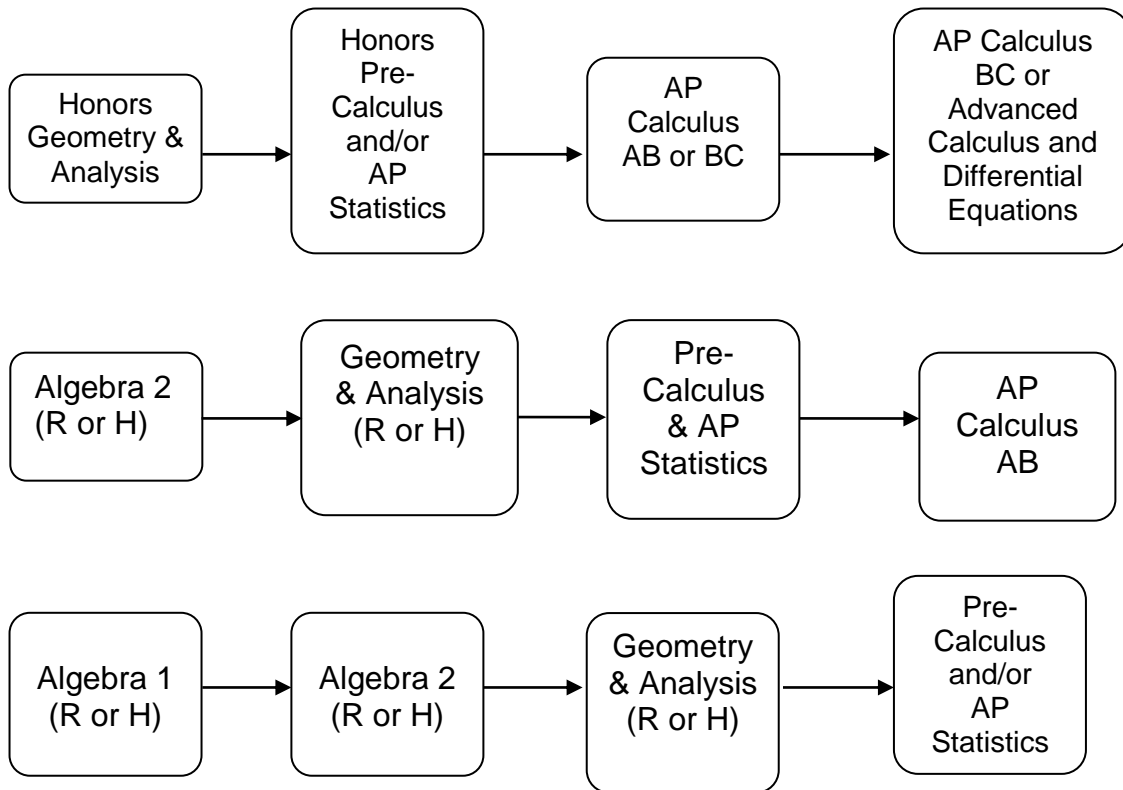 Honors
Geometry &
Analysis
Honors
Pre-
Calculus
and/or
AP
Statistics
AP
Calculus
AB or BC
AP Calculus
BC or
Advanced
Calculus and
Differential
Equations
Algebra 2
(R or H)
Geometry
& Analysis
(R or H)
Pre-
Calculus
& AP
Statistics
AP
Calculus
AB
Algebra 1
(R or H)
Algebra 2
(R or H)
Geometry
& Analysis
(R or H)
Pre-
Calculus
and/or
AP
Statistics